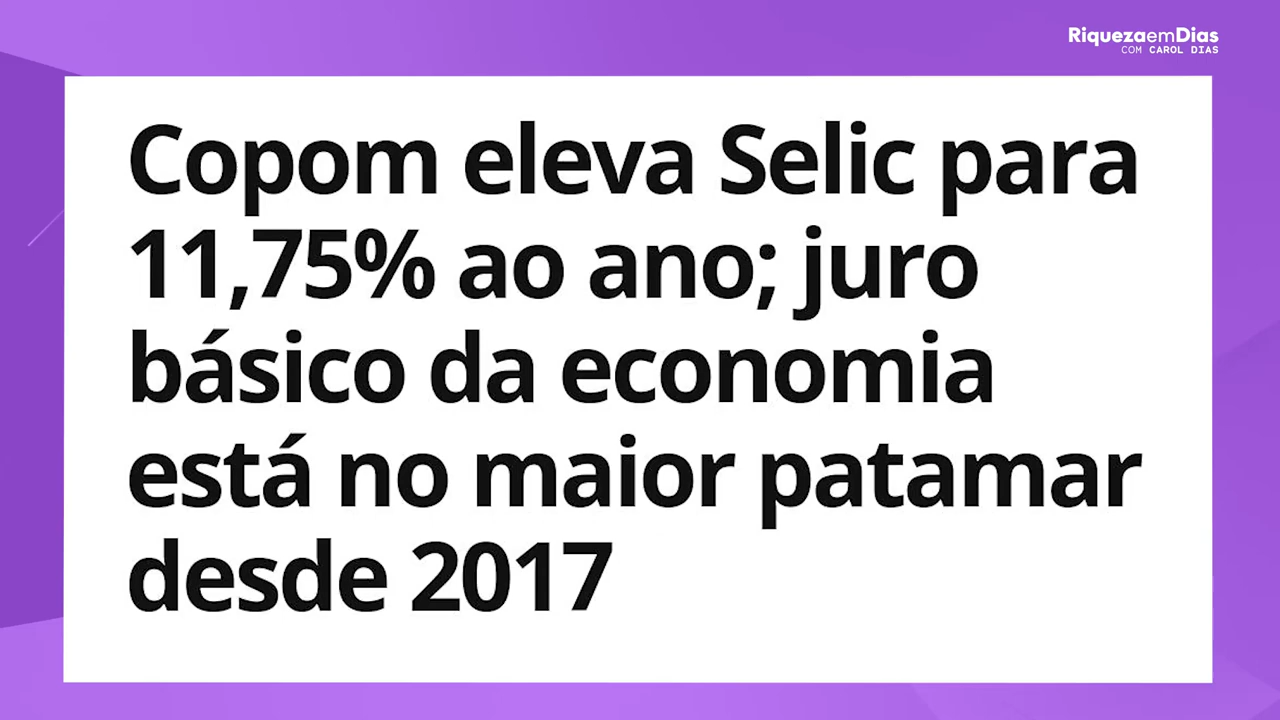 RiquezaemDias
COM CAROL DIAS
Copom eleva Selic para
11,75% ao ano; juro
básico da economia
está no maior patamar
desde 2017